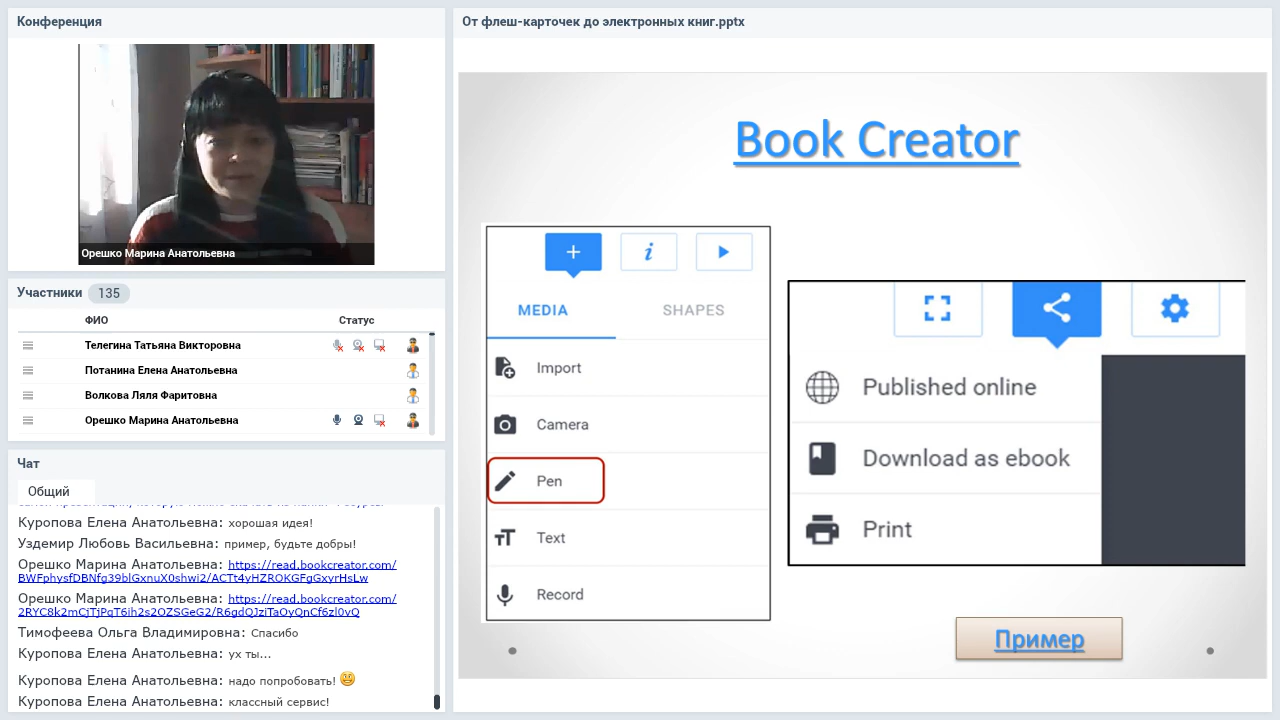 Конференция
Орешко Марина Анатольевна
Участники 135
ФИО Статус
Телегина Татьяна Викторовна
Потанина Елена Анатольевна
Волкова Ляля Фаритовна
Орешко Марина Анатольевна
Чат
Общий
Куропова Елена Анатольевна: хорошая идея!
Уздемир Любовь Васильевна: пример, будьте добры!
Орешко Марина Анатольевна: https://read.bookcreator.com/
BWFphysfDBNfg39blGxnuX0shwi2/ACTt4yHZROKGFgGxyrHsLw
Орешко Марина Анатольевна: https://read.bookcreator.com/
2RYC8k2mCjTjPqT6ih2s2OZSGeG2/R6gdQJziTaOyQnCf6zl0vQ
Тимофеева Ольга Владимировна: Спасибо
Куропова Елена Анатольевна: ух ты...
Куропова Елена Анатольевна: надо попробовать!
Куропова Елена Анатольевна: классный сервис!
От флеш-карточек до электронных книг.pptx
Book Creator
MEDIA SHAPES
Import
Camera
Pen
Text
Record
Published online
Download as ebook
Print
Пример